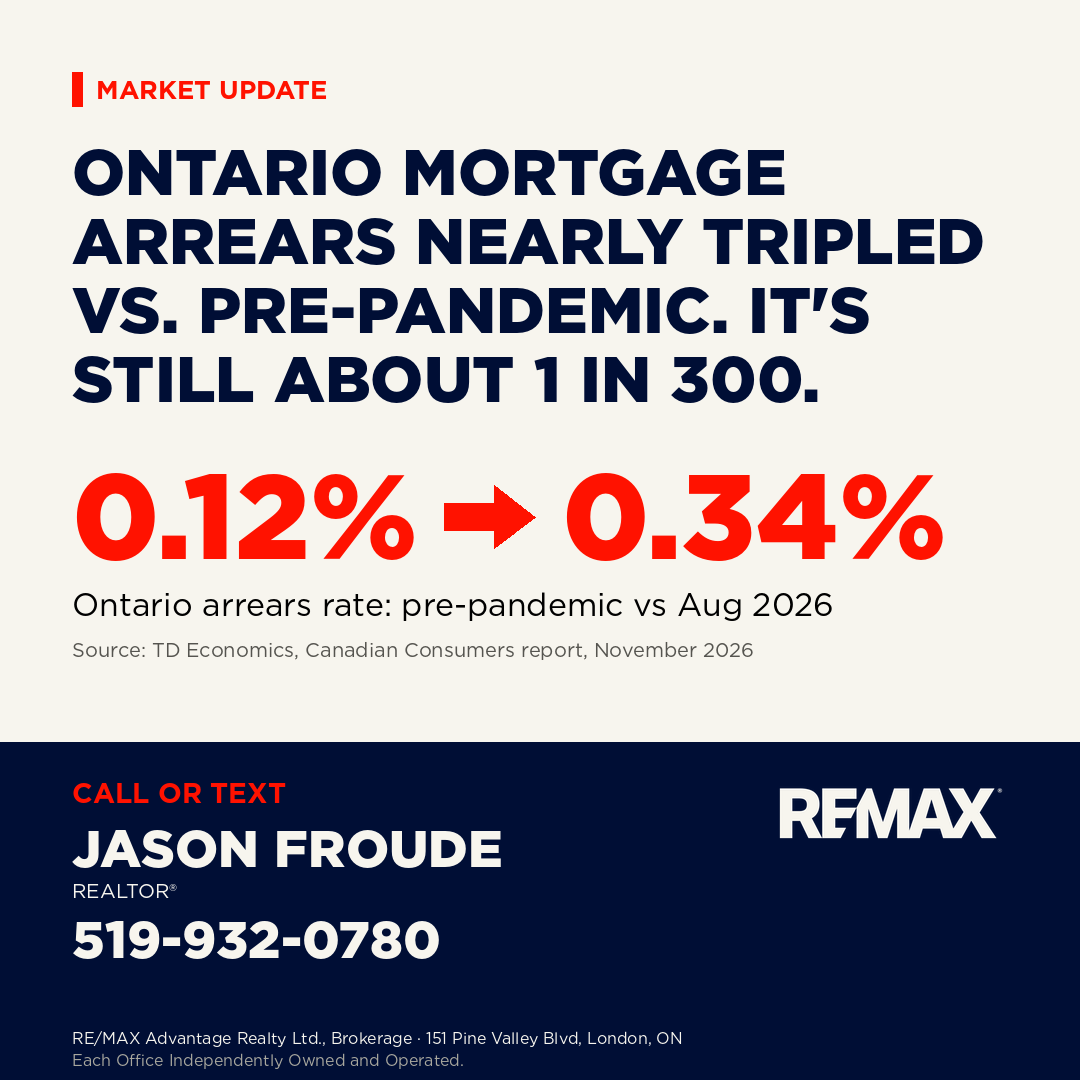 MARKET UPDATE
ONTARIO MORTGAGE
ARREARS NEARLY TRIPLED
VS. PRE-PANDEMIC. IT'S
STILL ABOUT 1 IN 300.
0.12% → 0.34%
Ontario arrears rate: pre-pandemic vs Aug 2026
Source: TD Economics, Canadian Consumers report, November 2026
CALL OR TEXT
JASON FROUDE
REALTOR®
519-932-0780
REMAX®
RE/MAX Advantage Realty Ltd., Brokerage · 151 Pine Valley Blvd, London, ON
Each Office Independently Owned and Operated.